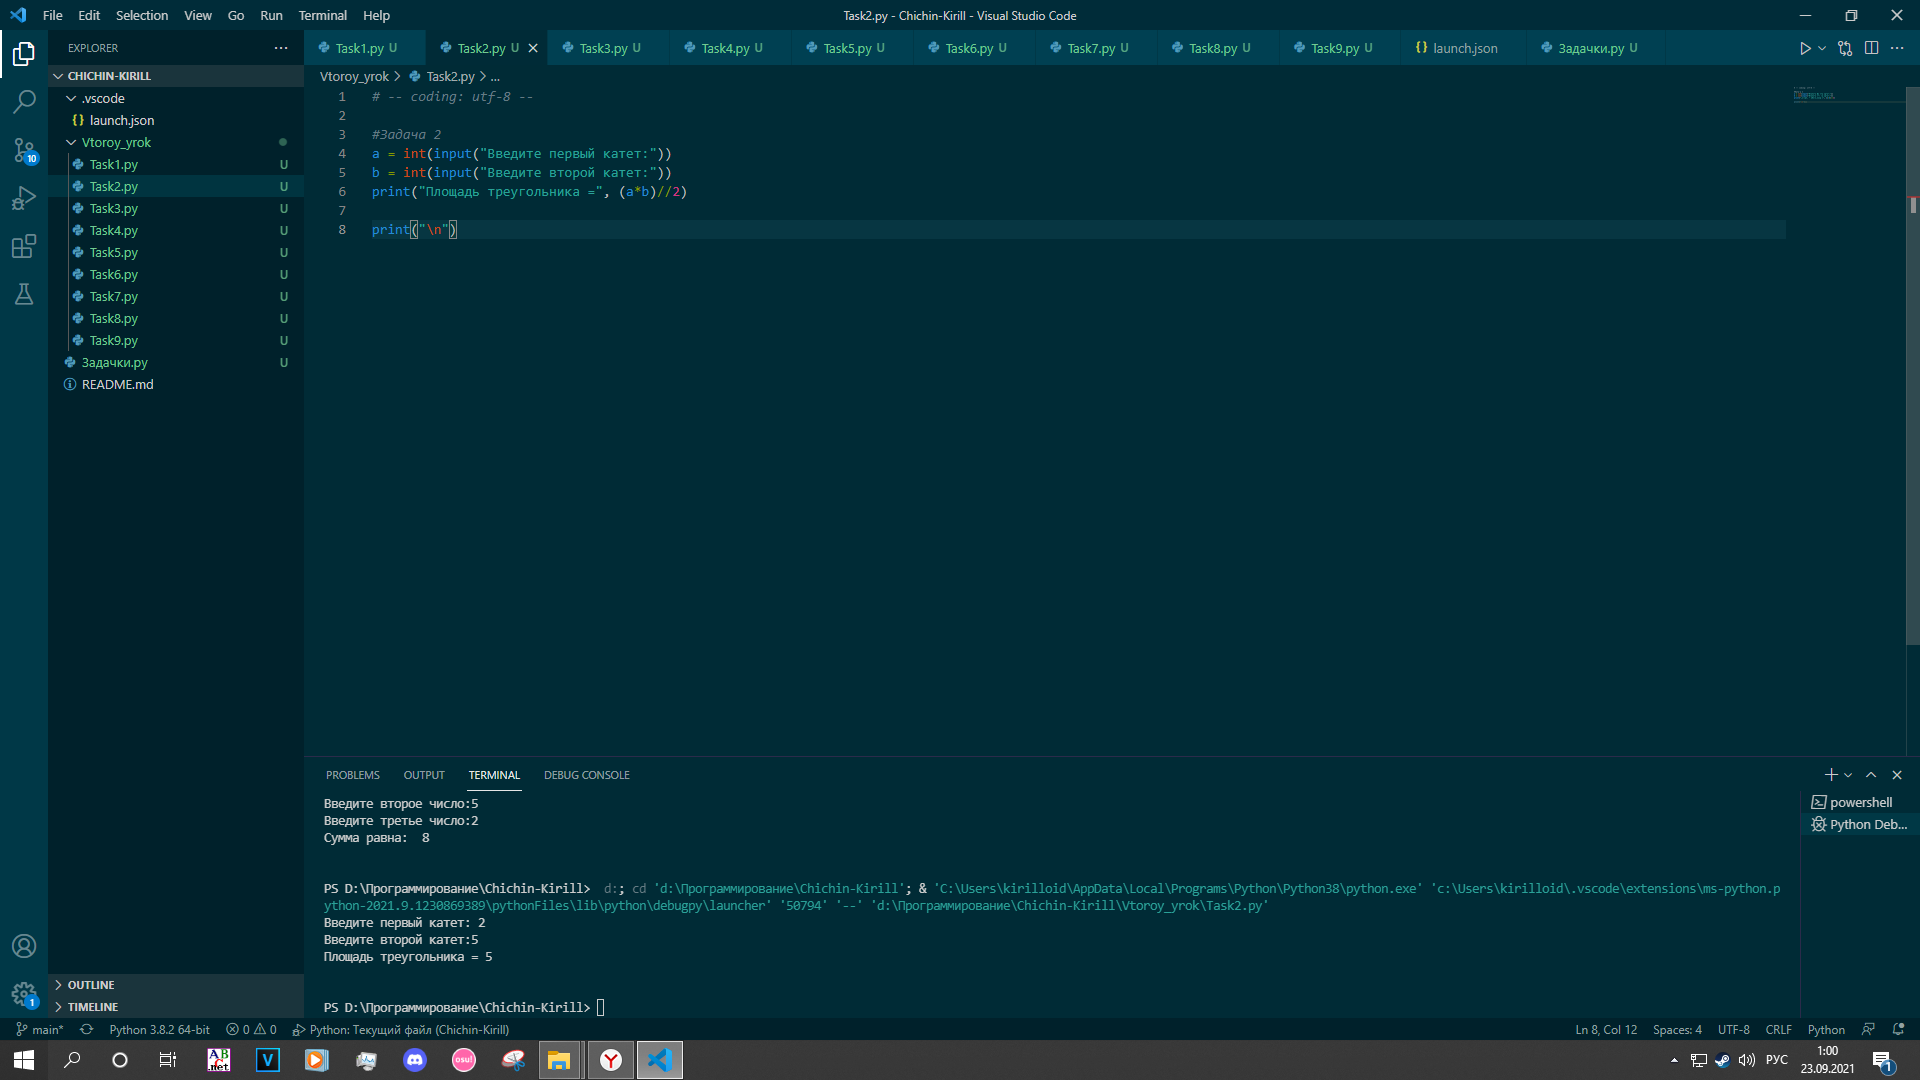 File Edit Selection View Go Run Terminal Help
Task2.py - Chichin-Kirill - Visual Studio Code
EXPLORER
CHICHIN-KIRILL
.vscode
{} launch.json
Vtoroy_yrok
Task1.py U
Task2.py U
Task3.py U
Task4.py U
Task5.py U
Task6.py U
Task7.py U
Task8.py U
Task9.py U
Задачки.py U
README.md
OUTLINE
TIMELINE
Task1.py U Task2.py U Task3.py U Task4.py U Task5.py U Task6.py U Task7.py U Task8.py U Task9.py U {} launch.json Задачки.py U
Vtoroy_yrok > Task2.py > ...
1 # -- coding: utf-8 --
2
3 #Задача 2
4 a = int(input("Введите первый катет:"))
5 b = int(input("Введите второй катет:"))
6 print("Площадь треугольника =", (a*b)//2)
7
8 print("\n")
PROBLEMS OUTPUT TERMINAL DEBUG CONSOLE
Введите второе число:5
Введите третье число:2
Сумма равна:  8
PS D:\Программирование\Chichin-Kirill>  d:; cd 'd:\Программирование\Chichin-Kirill'; & 'C:\Users\kirilloid\AppData\Local\Programs\Python\Python38\python.exe' 'c:\Users\kirilloid\.vscode\extensions\ms-python.p
ython-2021.9.1230869389\pythonFiles\lib\python\debugpy\launcher' '50794' '--' 'd:\Программирование\Chichin-Kirill\Vtoroy_yrok\Task2.py'
Введите первый катет: 2
Введите второй катет:5
Площадь треугольника = 5
PS D:\Программирование\Chichin-Kirill>
powershell
Python Deb...
10
1
main* Python 3.8.2 64-bit 0 0 Python: Текущий файл (Chichin-Kirill)
Ln 8, Col 12 Spaces: 4 UTF-8 CRLF Python
AB .net V osu! Y
РУС
1:00
23.09.2021
1